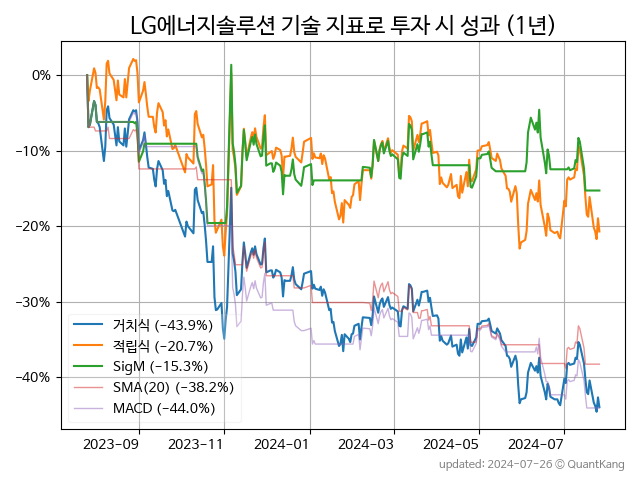 LG에너지솔루션 기술 지표로 투자 시 성과 (1년)
0%
−10%
−20%
−30%
−40%
거치식 (−43.9%)
적립식 (−20.7%)
SigM (−15.3%)
SMA(20) (−38.2%)
MACD (−44.0%)
2023-09 2023-11 2024-01 2024-03 2024-05 2024-07
updated: 2024-07-26 © QuantKang